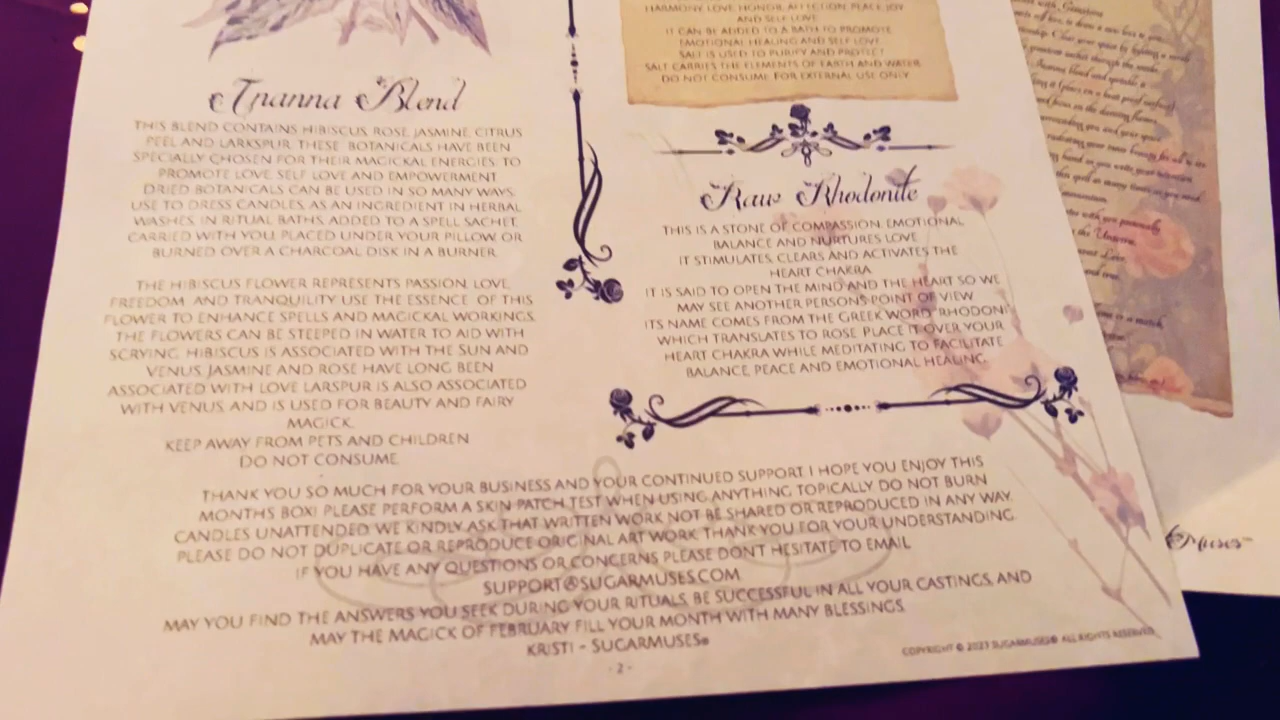 Inanna Blend
THIS BLEND CONTAINS HIBISCUS, ROSE, JASMINE, CITRUS
PEEL AND LARKSPUR. THESE BOTANICALS HAVE BEEN
SPECIALLY CHOSEN FOR THEIR MAGICKAL ENERGIES: TO
PROMOTE LOVE, SELF LOVE AND EMPOWERMENT.
DRIED BOTANICALS CAN BE USED IN SO MANY WAYS.
USE TO DRESS CANDLES, AS AN INGREDIENT IN HERBAL
WASHES, IN RITUAL BATHS, ADDED TO A SPELL SACHET,
CARRIED WITH YOU, PLACED UNDER YOUR PILLOW, OR
BURNED OVER A CHARCOAL DISK IN A BURNER.
THE HIBISCUS FLOWER REPRESENTS PASSION, LOVE,
FREEDOM, AND TRANQUILITY. USE THE ESSENCE OF THIS
FLOWER TO ENHANCE SPELLS AND MAGICKAL WORKINGS.
THE FLOWERS CAN BE STEEPED IN WATER TO AID WITH
SCRYING. HIBISCUS IS ASSOCIATED WITH THE SUN AND
VENUS. JASMINE AND ROSE HAVE LONG BEEN
ASSOCIATED WITH LOVE. LARSPUR IS ALSO ASSOCIATED
WITH VENUS, AND IS USED FOR BEAUTY AND FAIRY
MAGICK.
KEEP AWAY FROM PETS AND CHILDREN
DO NOT CONSUME.
HARMONY, LOVE, HONOR, AFFECTION, PEACE, JOY
AND SELF LOVE.
IT CAN BE ADDED TO A BATH TO PROMOTE
EMOTIONAL HEALING AND SELF LOVE.
SALT IS USED TO PURIFY AND PROTECT.
SALT CARRIES THE ELEMENTS OF EARTH AND WATER.
DO NOT CONSUME. FOR EXTERNAL USE ONLY.
Raw Rhodonite
THIS IS A STONE OF COMPASSION, EMOTIONAL
BALANCE AND NURTURES LOVE.
IT STIMULATES, CLEARS AND ACTIVATES THE
HEART CHAKRA.
IT IS SAID TO OPEN THE MIND AND THE HEART SO WE
MAY SEE ANOTHER PERSONS POINT OF VIEW.
ITS NAME COMES FROM THE GREEK WORD 'RHODON',
WHICH TRANSLATES TO ROSE. PLACE IT OVER YOUR
HEART CHAKRA WHILE MEDITATING TO FACILITATE
BALANCE, PEACE AND EMOTIONAL HEALING.
THANK YOU SO MUCH FOR YOUR BUSINESS AND YOUR CONTINUED SUPPORT. I HOPE YOU ENJOY THIS
MONTHS BOX! PLEASE PERFORM A SKIN PATCH TEST WHEN USING ANYTHING TOPICALLY. DO NOT BURN
CANDLES UNATTENDED. WE KINDLY ASK THAT WRITTEN WORK NOT BE SHARED OR REPRODUCED IN ANY WAY.
PLEASE DO NOT DUPLICATE OR REPRODUCE ORIGINAL ART WORK. THANK YOU FOR YOUR UNDERSTANDING.
IF YOU HAVE ANY QUESTIONS OR CONCERNS PLEASE DON'T HESITATE TO EMAIL
SUPPORT@SUGARMUSES.COM.
MAY YOU FIND THE ANSWERS YOU SEEK DURING YOUR RITUALS, BE SUCCESSFUL IN ALL YOUR CASTINGS, AND
MAY THE MAGICK OF FEBRUARY FILL YOUR MONTH WITH MANY BLESSINGS.
KRISTI - SUGARMUSES®
- 2 -
COPYRIGHT © 2023 SUGARMUSES® ALL RIGHTS RESERVED.
Muses